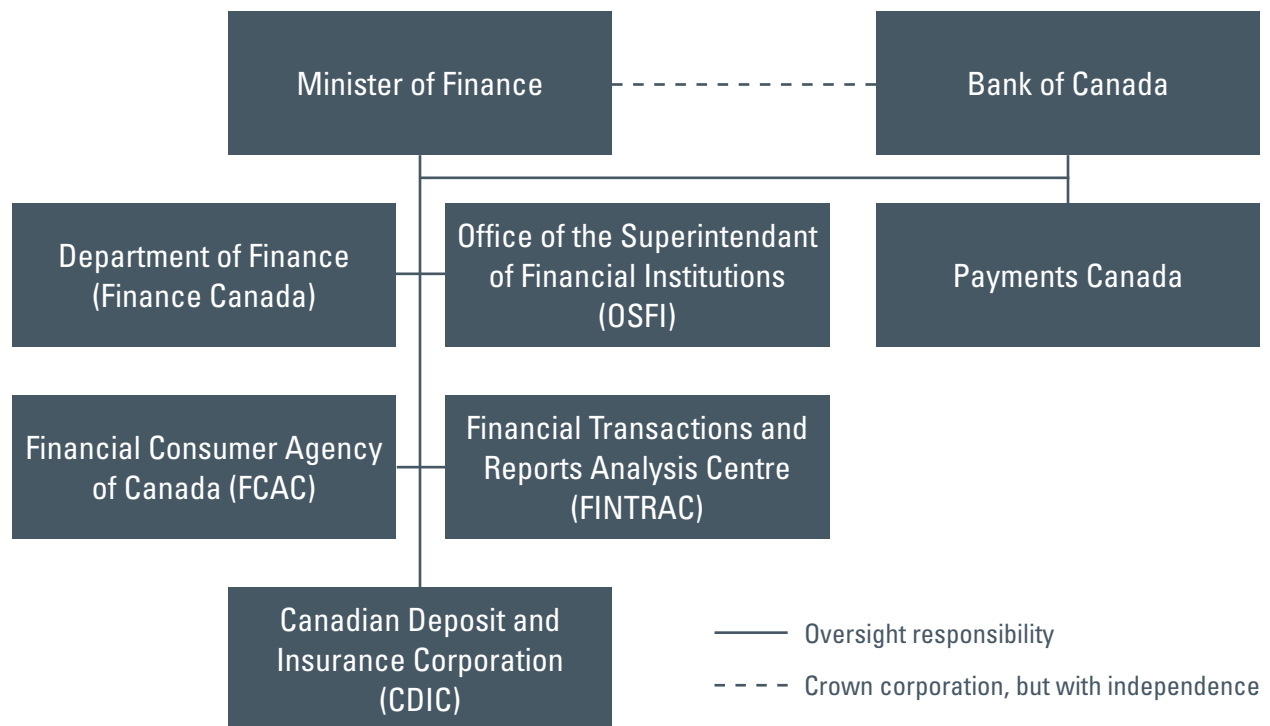 Minister of Finance
Bank of Canada
Department of Finance
(Finance Canada)
Office of the Superintendant
of Financial Institutions
(OSFI)
Payments Canada
Financial Consumer Agency
of Canada (FCAC)
Financial Transactions and
Reports Analysis Centre
(FINTRAC)
Canadian Deposit and
Insurance Corporation
(CDIC)
Oversight responsibility
Crown corporation, but with independence